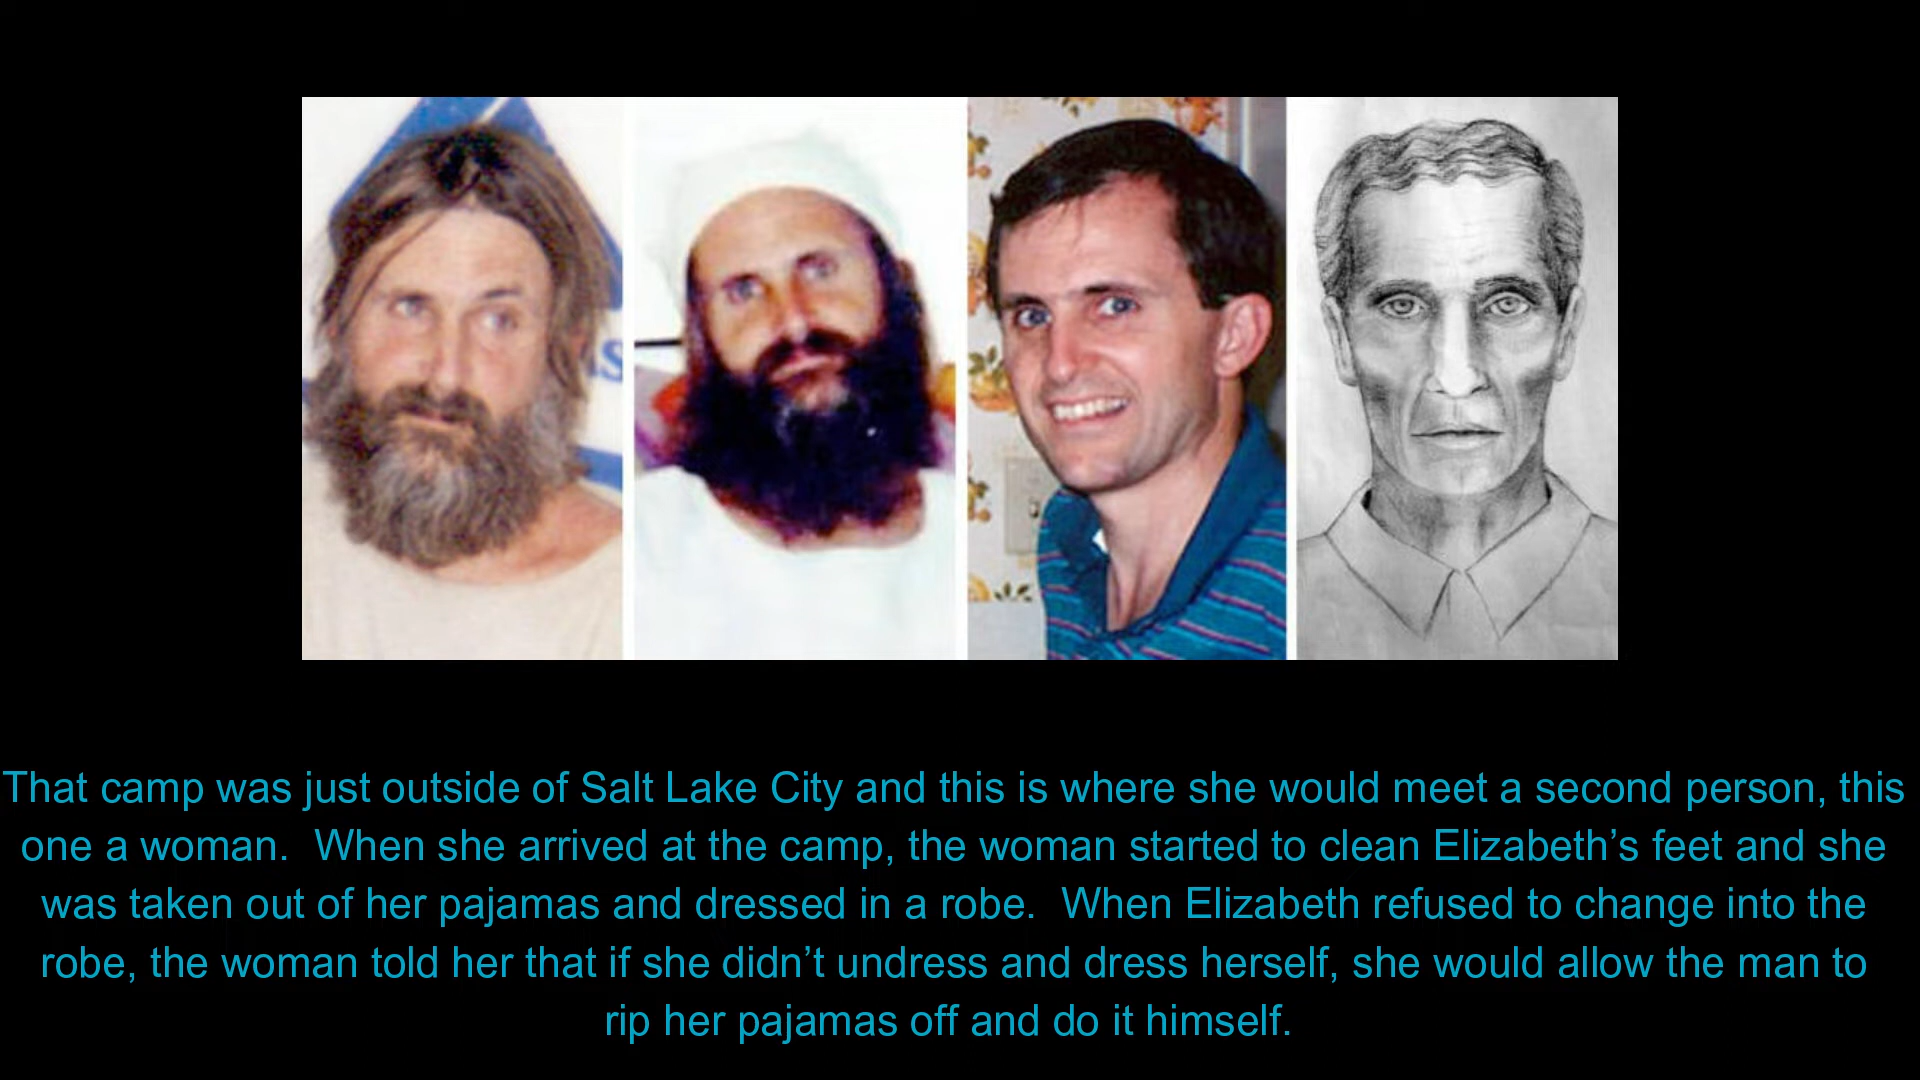 That camp was just outside of Salt Lake City and this is where she would meet a second person, this
one a woman.  When she arrived at the camp, the woman started to clean Elizabeth’s feet and she
was taken out of her pajamas and dressed in a robe.  When Elizabeth refused to change into the
robe, the woman told her that if she didn’t undress and dress herself, she would allow the man to
rip her pajamas off and do it himself.